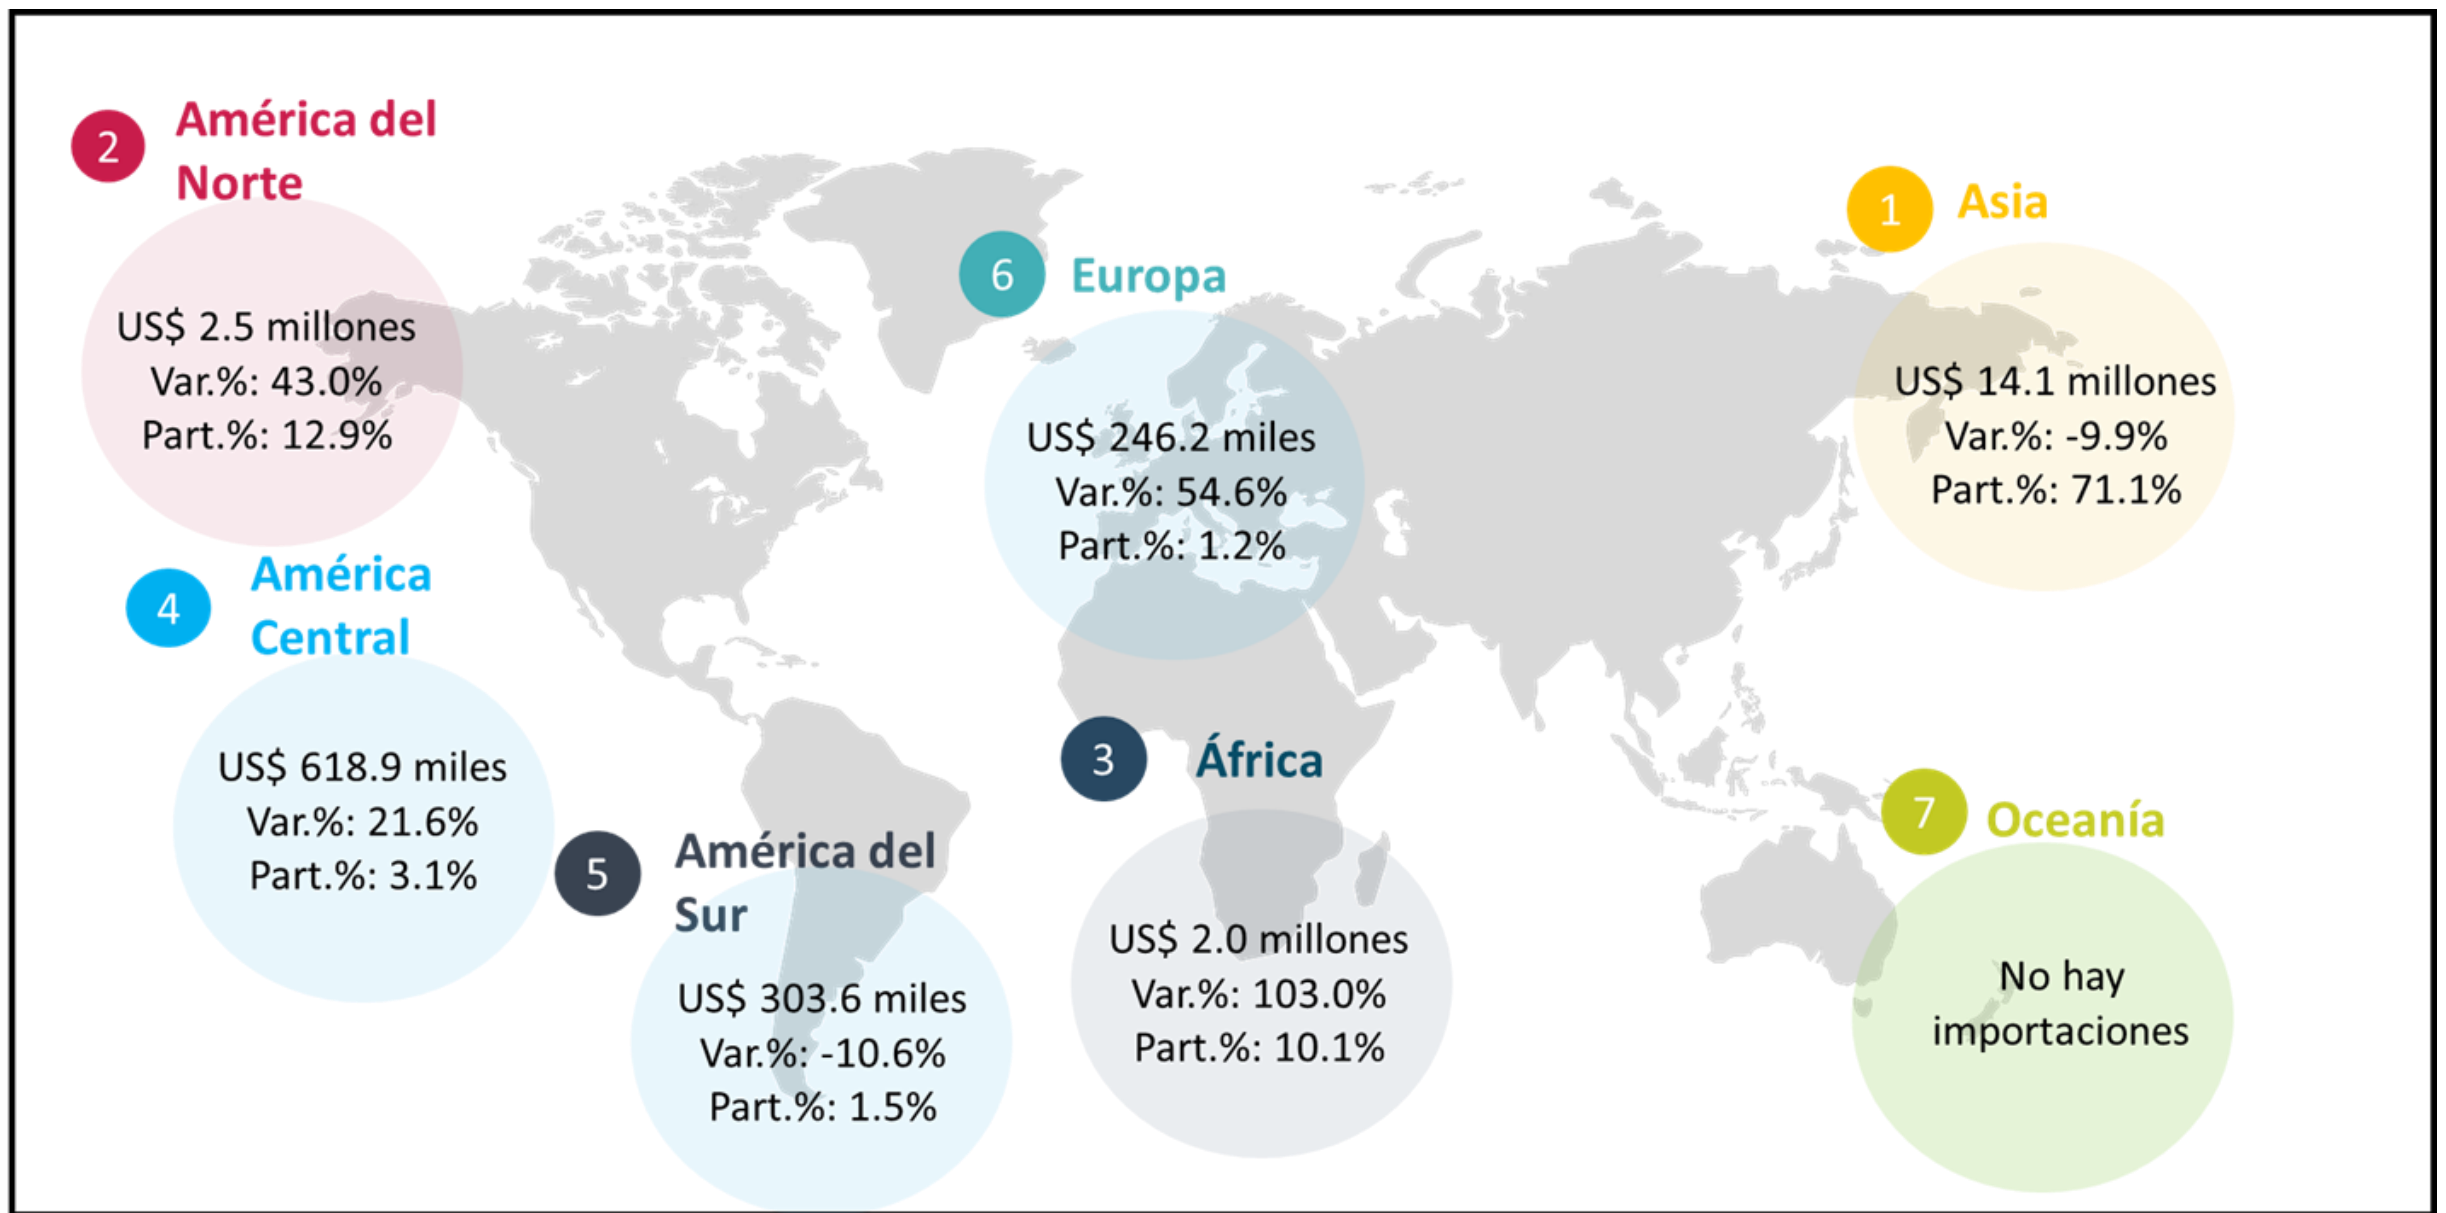 2
América del
Norte
US$ 2.5 millones
Var.%: 43.0%
Part.%: 12.9%
1
Asia
US$ 14.1 millones
Var.%: -9.9%
Part.%: 71.1%
6
Europa
US$ 246.2 miles
Var.%: 54.6%
Part.%: 1.2%
4
América
Central
US$ 618.9 miles
Var.%: 21.6%
Part.%: 3.1%
5
América del
Sur
US$ 303.6 miles
Var.%: -10.6%
Part.%: 1.5%
3
África
US$ 2.0 millones
Var.%: 103.0%
Part.%: 10.1%
7
Oceanía
No hay
importaciones